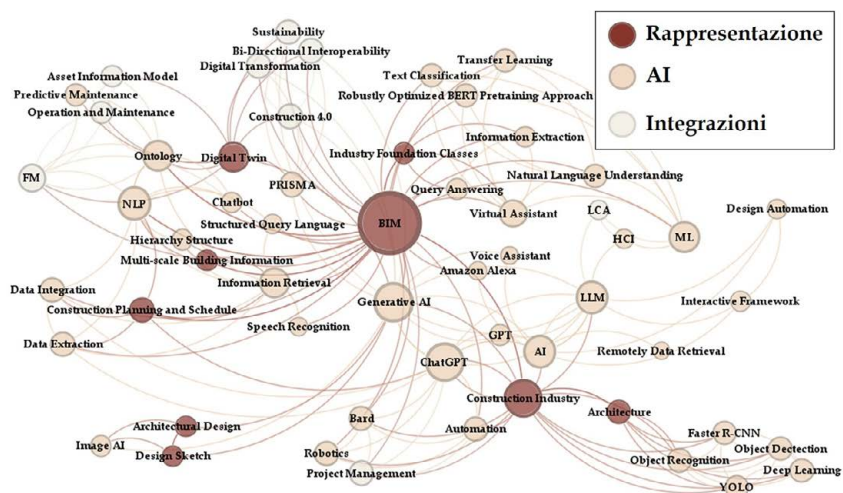 Sustainability
Rappresentazione
Bi-Directional Interoperability
Transfer Learning
Digital Transformation
Asset Information Model
Text Classification
AI
Predictive Maintenance
Robustly Optimized BERT Pretraining Approach
Operation and Maintenance
Construction 4.0
Integrazioni
Information Extraction
Ontology
Digital Twin
Industry Foundation Classes
FM
PRISMA
Query Answering
Natural Language Understanding
NLP
Chatbot
Virtual Assistant
LCA
Design Automation
Structured Query Language
BIM
Hierarchy Structure
HCI
ML
Multi-scale Building Information
Voice Assistant
Amazon Alexa
Data Integration
Information Retrieval
Construction Planning and Schedule
Generative AI
LLM
Interactive Framework
Speech Recognition
GPT
Data Extraction
ChatGPT
AI
Remotely Data Retrieval
Construction Industry
Architecture
Architectural Design
Bard
Automation
Faster R-CNN
Image AI
Design Sketch
Robotics
Object Dectection
Object Recognition
Project Management
Deep Learning
YOLO